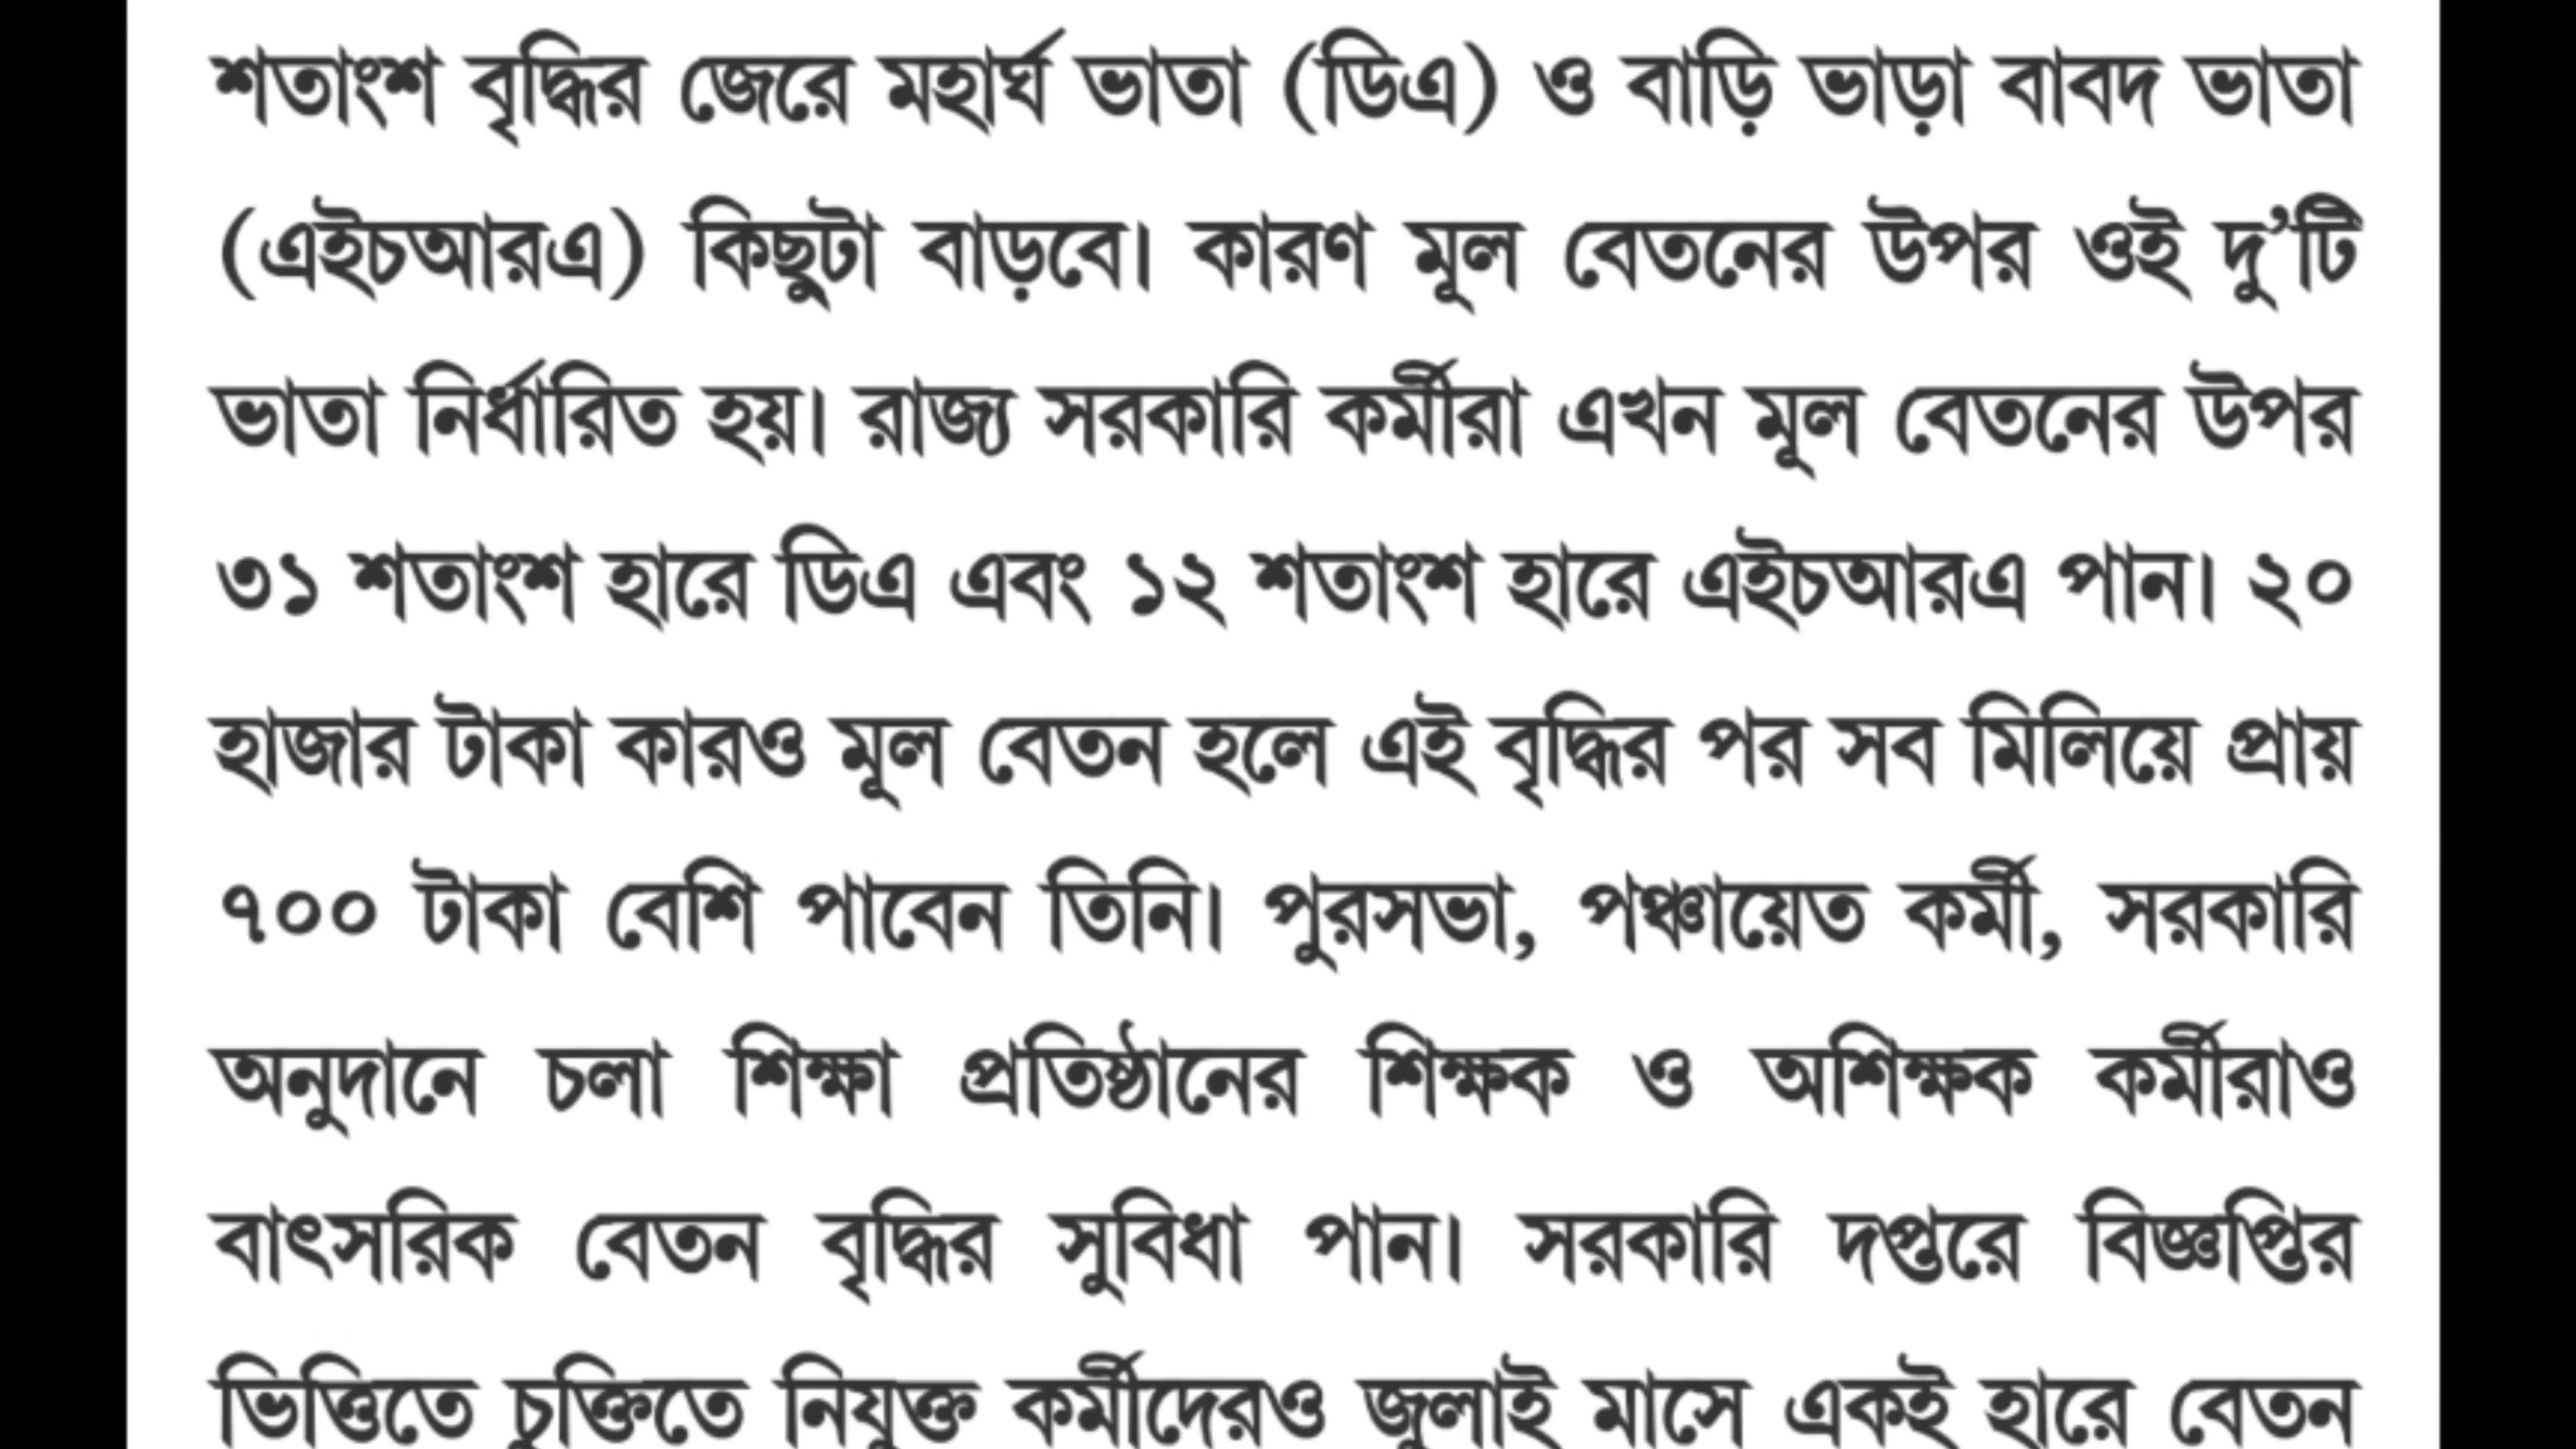 শতাংশ বৃদ্ধির জেরে মহার্ঘ ভাতা (ডিএ) ও বাড়ি ভাড়া বাবদ ভাতা
(এইচআরএ) কিছুটা বাড়বে। কারণ মূল বেতনের উপর ওই দু’টি
ভাতা নির্ধারিত হয়। রাজ্য সরকারি কর্মীরা এখন মূল বেতনের উপর
৩১ শতাংশ হারে ডিএ এবং ১২ শতাংশ হারে এইচআরএ পান। ২০
হাজার টাকা কারও মূল বেতন হলে এই বৃদ্ধির পর সব মিলিয়ে প্রায়
৭০০ টাকা বেশি পাবেন তিনি। পুরসভা, পঞ্চায়েত কর্মী, সরকারি
অনুদানে চলা শিক্ষা প্রতিষ্ঠানের শিক্ষক ও অশিক্ষক কর্মীরাও
বাৎসরিক বেতন বৃদ্ধির সুবিধা পান। সরকারি দপ্তরে বিজ্ঞপ্তির
ভিত্তিতে চুক্তিতে নিযুক্ত কর্মীদেরও জুলাই মাসে একই হারে বেতন